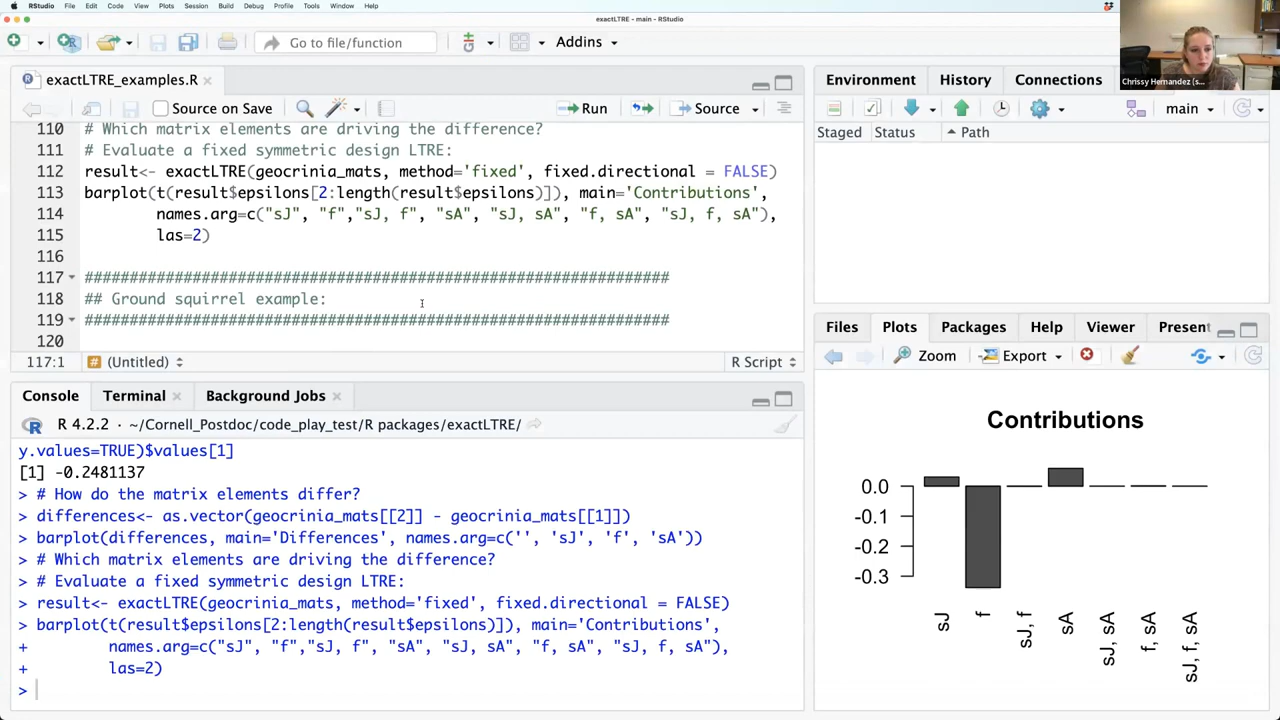 RStudio File Edit Code View Plots Session Build Debug Profile Tools Window Help
exactLTRE - main - RStudio
Go to file/function Addins
Chrissy Hernandez (s...
exactLTRE_examples.R
Source on Save Run Source
110 # Which matrix elements are driving the difference?
111 # Evaluate a fixed symmetric design LTRE:
112 result<- exactLTRE(geocrinia_mats, method='fixed', fixed.directional = FALSE)
113 barplot(t(result$epsilons[2:length(result$epsilons)]), main='Contributions',
114 names.arg=c("sJ", "f","sJ, f", "sA", "sJ, sA", "f, sA", "sJ, f, sA"),
115 las=2)
116
117 #################################################################
118 ## Ground squirrel example:
119 #################################################################
120
117:1 (Untitled) R Script
Console Terminal Background Jobs
R 4.2.2 · ~/Cornell_Postdoc/code_play_test/R packages/exactLTRE/
y.values=TRUE)$values[1]
[1] -0.2481137
> # How do the matrix elements differ?
> differences<- as.vector(geocrinia_mats[[2]] - geocrinia_mats[[1]])
> barplot(differences, main='Differences', names.arg=c('', 'sJ', 'f', 'sA'))
> # Which matrix elements are driving the difference?
> # Evaluate a fixed symmetric design LTRE:
> result<- exactLTRE(geocrinia_mats, method='fixed', fixed.directional = FALSE)
> barplot(t(result$epsilons[2:length(result$epsilons)]), main='Contributions',
+ names.arg=c("sJ", "f","sJ, f", "sA", "sJ, sA", "f, sA", "sJ, f, sA"),
+ las=2)
>
Environment History Connections
main
Staged Status Path
Files Plots Packages Help Viewer Present
Zoom Export
Contributions
0.0
-0.1
-0.2
-0.3
sJ
f
sJ, f
sA
sJ, sA
f, sA
sJ, f, sA